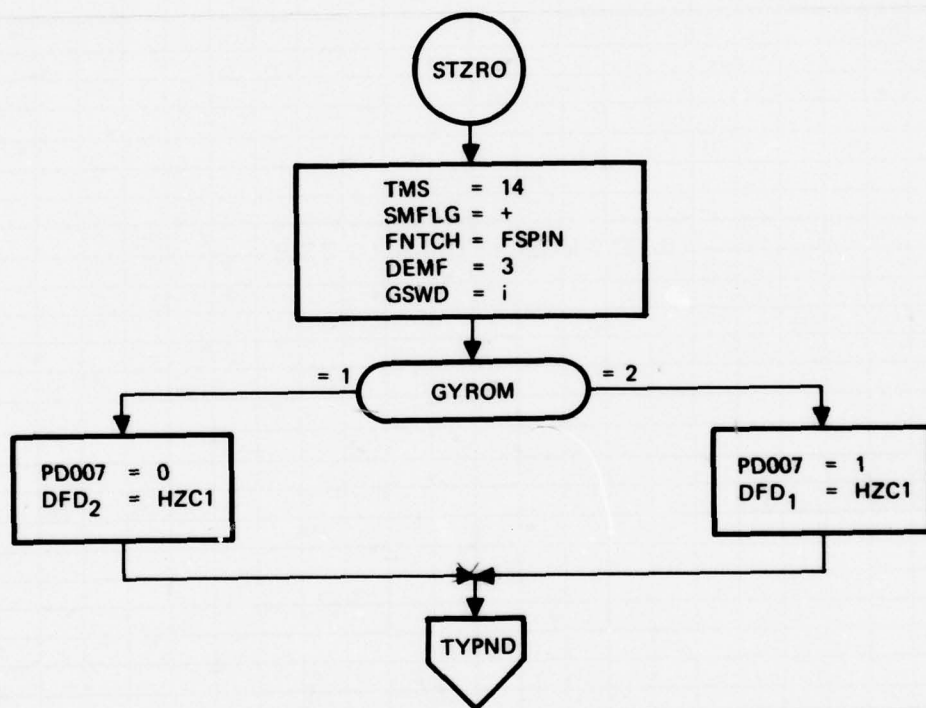 STZRO
TMS = 14
SMFLG = +
FNTCH = FSPIN
DEMF = 3
GSWD = i
= 1
GYROM
= 2
PD007 = 0
DFD₂ = HZC1
PD007 = 1
DFD₁ = HZC1
TYPND